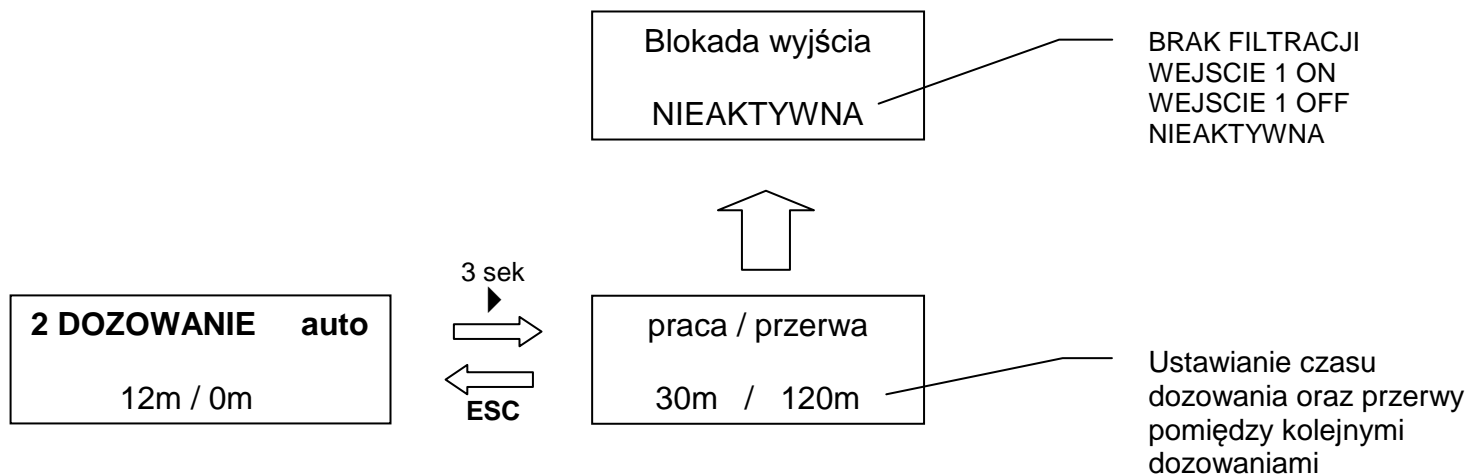 Blokada wyjścia
NIEAKTYWNA
BRAK FILTRACJI
WEJSCIE 1 ON
WEJSCIE 1 OFF
NIEAKTYWNA
3 sek
2 DOZOWANIE auto
12m / 0m
ESC
praca / przerwa
30m / 120m
Ustawianie czasu
dozowania oraz przerwy
pomiędzy kolejnymi
dozowaniami